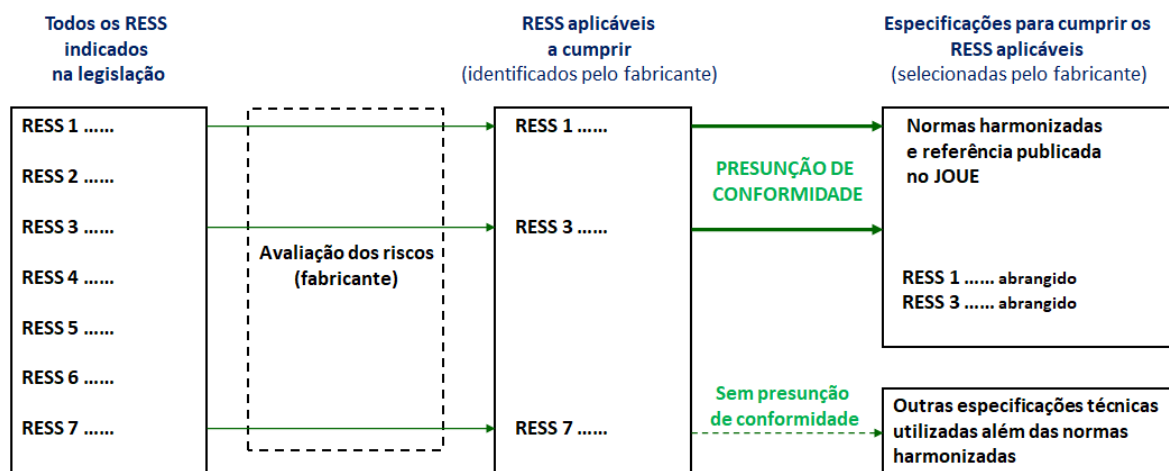 Todos os RESS
indicados
na legislação
RESS aplicáveis
a cumprir
(identificados pelo fabricante)
Especificações para cumprir os
RESS aplicáveis
(selecionadas pelo fabricante)
RESS 1 ......
RESS 2 ......
RESS 3 ......
RESS 4 ......
RESS 5 ......
RESS 6 ......
RESS 7 ......
Avaliação dos riscos
(fabricante)
RESS 1 ......
RESS 3 ......
RESS 7 ......
PRESUNÇÃO DE
CONFORMIDADE
Sem presunção
de conformidade
Normas harmonizadas
e referência publicada
no JOUE
RESS 1 ...... abrangido
RESS 3 ...... abrangido
Outras especificações técnicas
utilizadas além das normas
harmonizadas